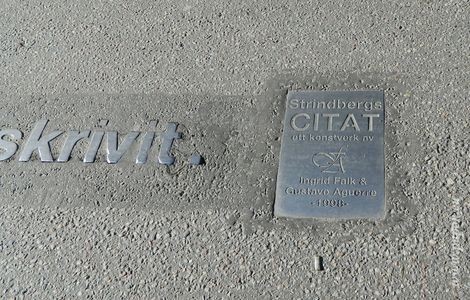 skrivit.
Strindbergs
CITAT
ett konstverk av
Ingrid Falk &
Gustavo Aguerre
-1998-